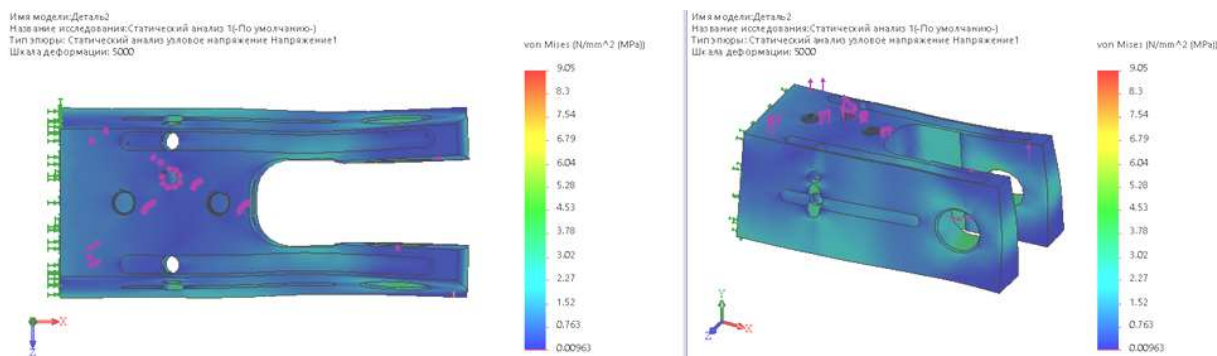 Имя модели:Деталь2
Название исследования:Статический анализ 1(-По умолчанию-)
Тип эпюры: Статический анализ узловое напряжение Напряжение1
Шкала деформации: 5000
von Mises (N/mm^2 (MPa))
9.05
8.3
7.54
6.79
6.04
5.28
4.53
3.77
3.02
2.27
1.52
0.763
0.00963
X
Z
Имя модели:Деталь2
Название исследования:Статический анализ 1(-По умолчанию-)
Тип эпюры: Статический анализ узловое напряжение Напряжение1
Шкала деформации: 5000
von Mises (N/mm^2 (MPa))
9.05
8.3
7.54
6.79
6.04
5.28
4.53
3.77
3.02
2.27
1.52
0.763
0.00963
Y
Z
X